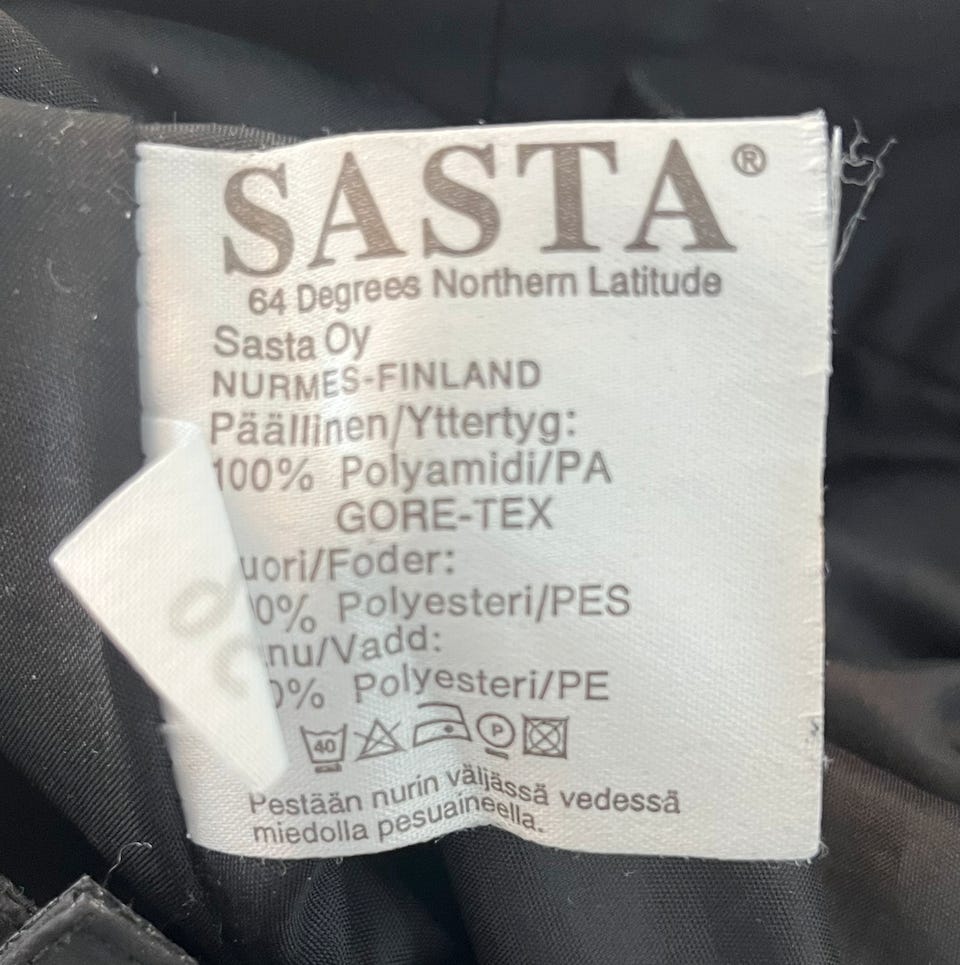 SASTA®
64 Degrees Northern Latitude
Sasta Oy
NURMES-FINLAND
Päällinen/Yttertyg:
100% Polyamidi/PA
GORE-TEX
uori/Foder:
0% Polyesteri/PES
nu/Vadd:
0% Polyesteri/PE
40 P
Pestään nurin väljässä vedessä
miedolla pesuaineella.